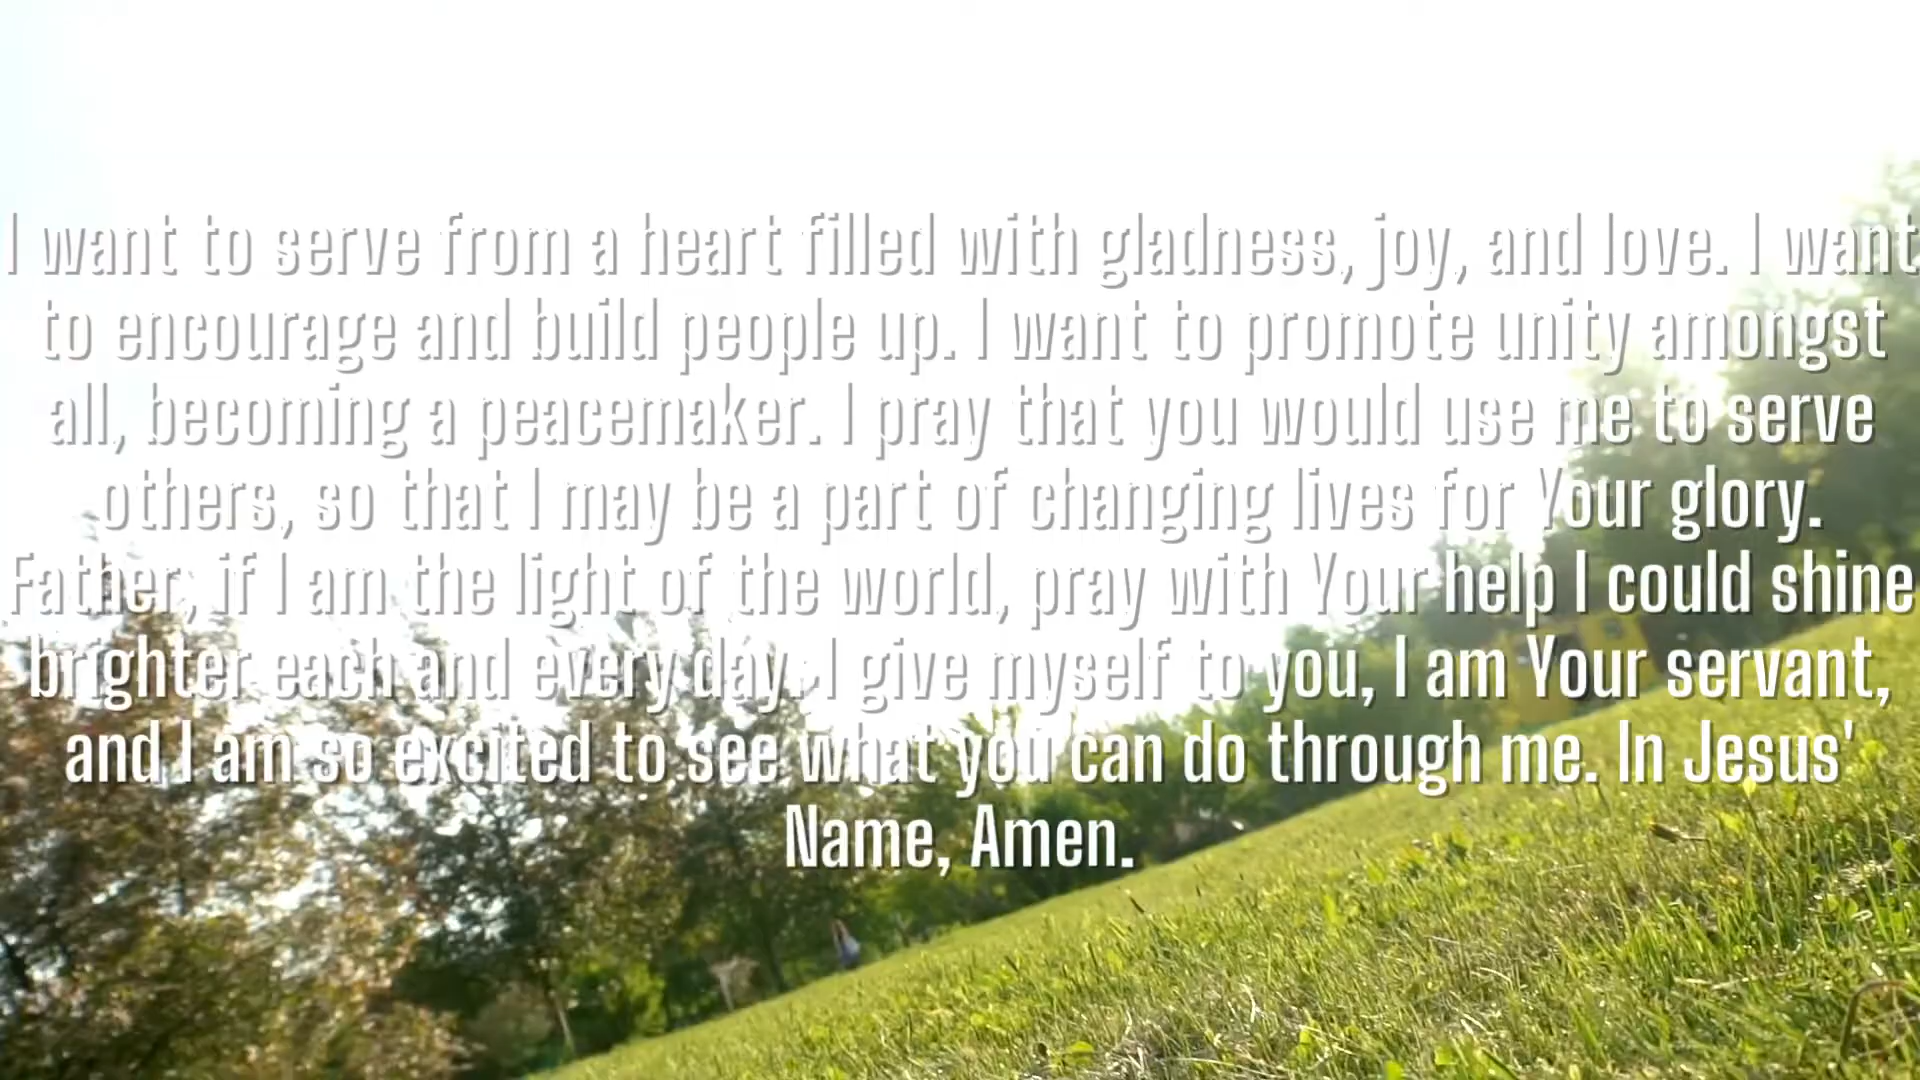 I want to serve from a heart filled with gladness, joy, and love. I want
to encourage and build people up. I want to promote unity amongst
all, becoming a peacemaker. I pray that you would use me to serve
others, so that I may be a part of changing lives for Your glory.
Father, if I am the light of the world, pray with Your help I could shine
brighter each and every day. I give myself to you, I am Your servant,
and I am so excited to see what you can do through me. In Jesus'
Name, Amen.